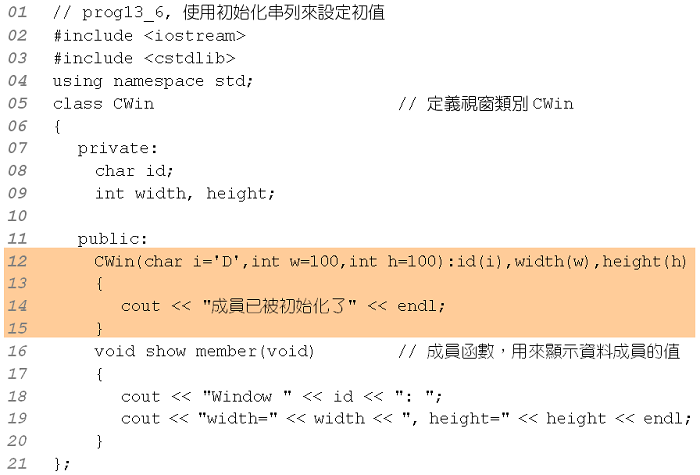 01 // prog13_6, 使用初始化串列來設定初值
02 #include <iostream>
03 #include <cstdlib>
04 using namespace std;
05 class CWin // 定義視窗類別 CWin
06 {
07 private:
08 char id;
09 int width, height;
10
11 public:
12 CWin(char i='D',int w=100,int h=100):id(i),width(w),height(h)
13 {
14 cout << "成員已被初始化了" << endl;
15 }
16 void show member(void) // 成員函數，用來顯示資料成員的值
17 {
18 cout << "Window " << id << ": ";
19 cout << "width=" << width << ", height=" << height << endl;
20 }
21 };